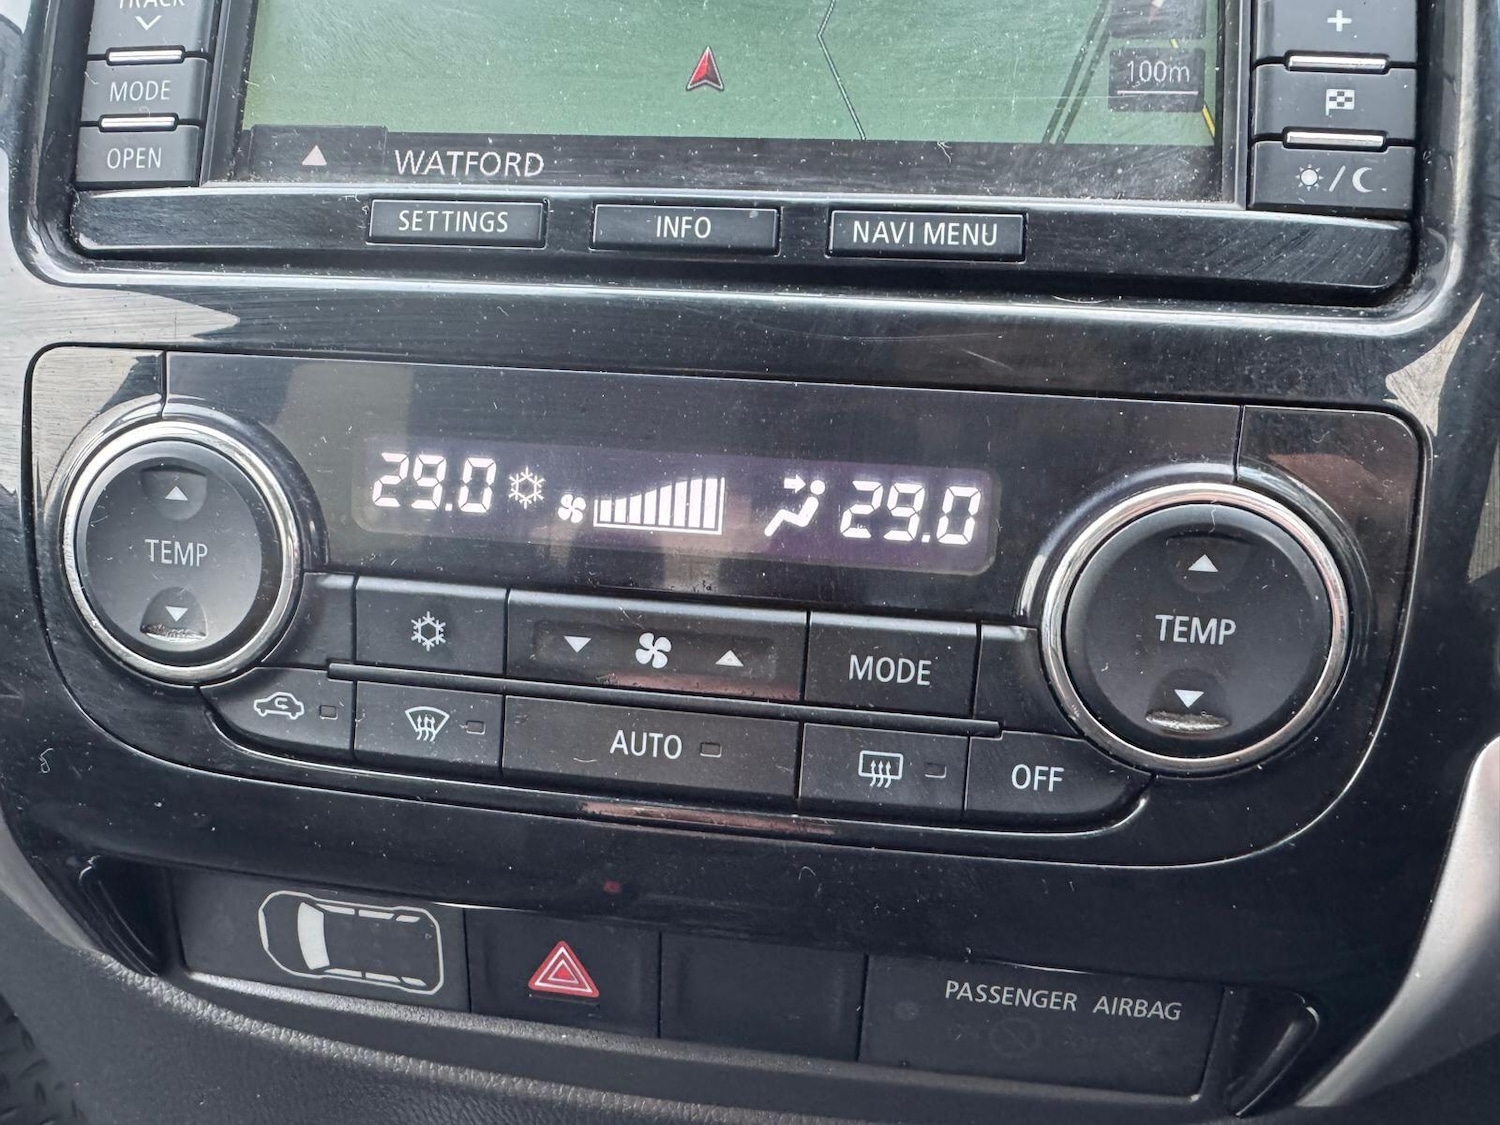 TRACK
MODE
OPEN
+
100m
WATFORD
SETTINGS
INFO
NAVI MENU
29.0
29.0
TEMP
TEMP
MODE
AUTO
OFF
PASSENGER AIRBAG